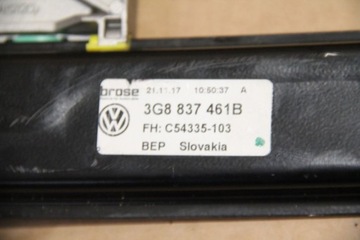 brose 21.11.17 10:50:37 A
3G8 837 461B
FH: C54335-103
BEP Slovakia